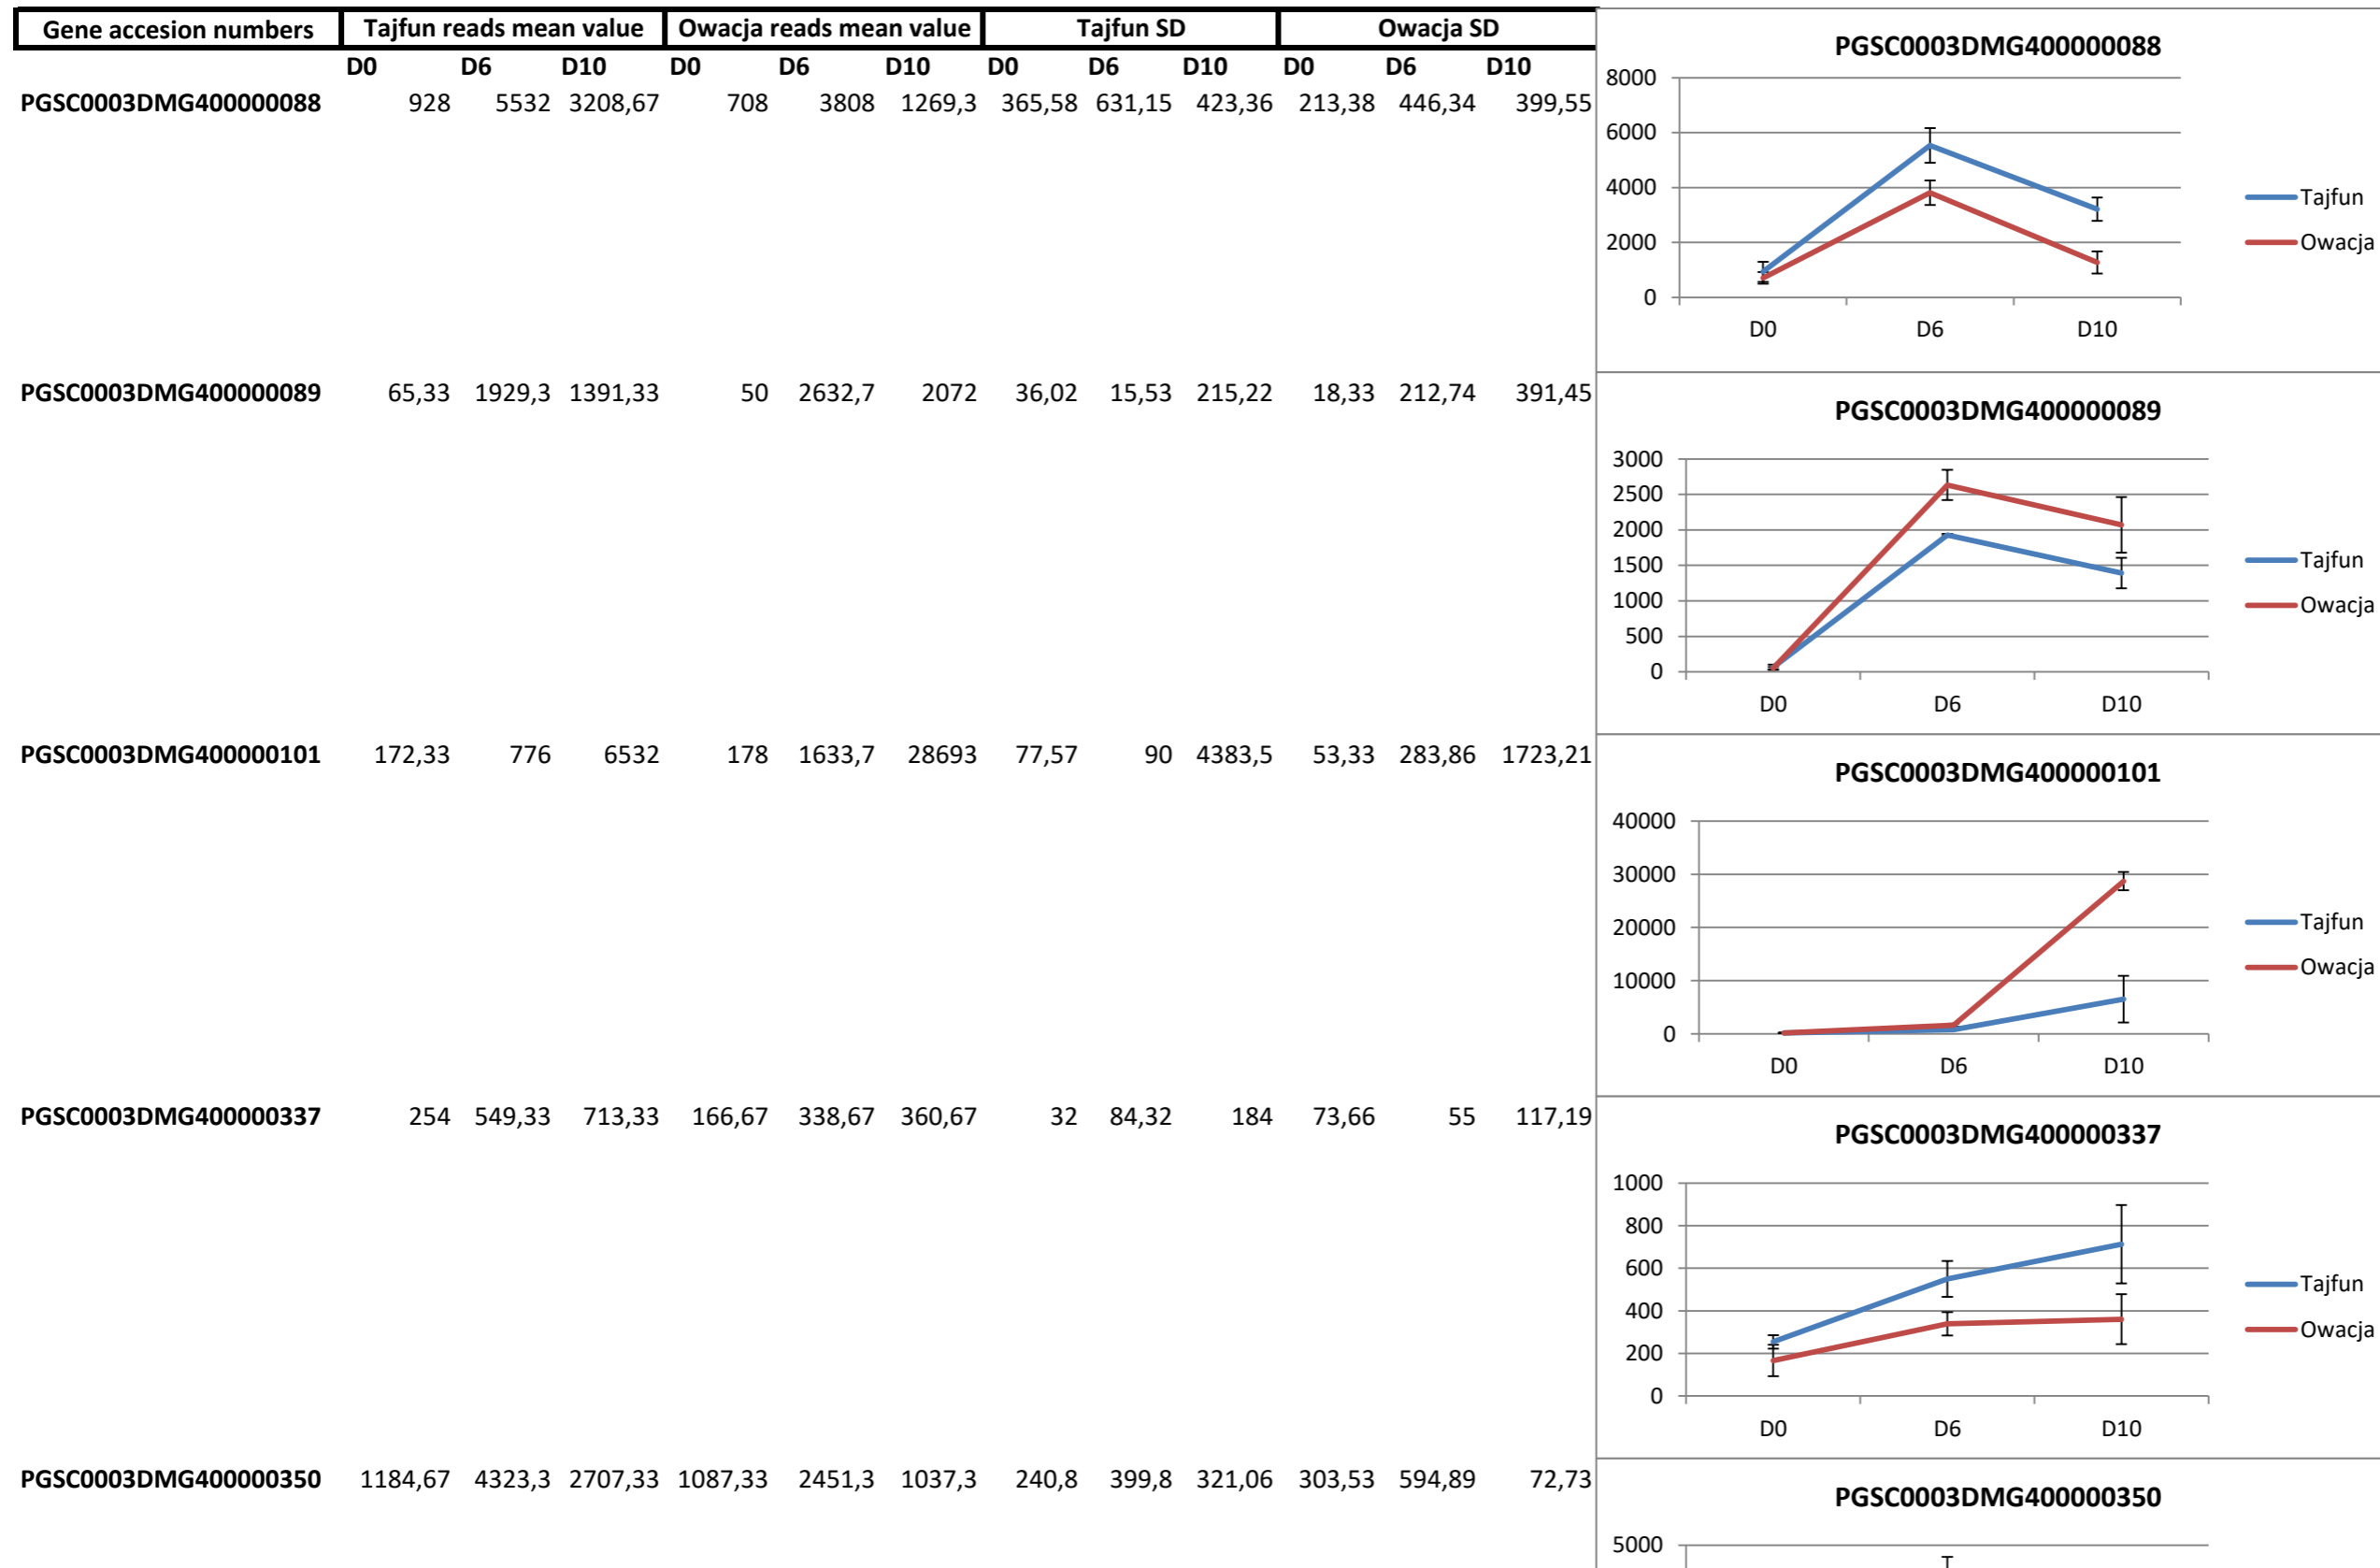 Gene accesion numbers Tajfun reads mean value Owacja reads mean value Tajfun SD Owacja SD
D0 D6 D10 D0 D6 D10 D0 D6 D10 D0 D6 D10
PGSC0003DMG400000088 928 5532 3208,67 708 3808 1269,3 365,58 631,15 423,36 213,38 446,34 399,55
PGSC0003DMG400000088
8000
6000
4000
2000
0
D0 D6 D10
Tajfun
Owacja
PGSC0003DMG400000089 65,33 1929,3 1391,33 50 2632,7 2072 36,02 15,53 215,22 18,33 212,74 391,45
PGSC0003DMG400000089
3000
2500
2000
1500
1000
500
0
D0 D6 D10
Tajfun
Owacja
PGSC0003DMG400000101 172,33 776 6532 178 1633,7 28693 77,57 90 4383,5 53,33 283,86 1723,21
PGSC0003DMG400000101
40000
30000
20000
10000
0
D0 D6 D10
Tajfun
Owacja
PGSC0003DMG400000337 254 549,33 713,33 166,67 338,67 360,67 32 84,32 184 73,66 55 117,19
PGSC0003DMG400000337
1000
800
600
400
200
0
D0 D6 D10
Tajfun
Owacja
PGSC0003DMG400000350 1184,67 4323,3 2707,33 1087,33 2451,3 1037,3 240,8 399,8 321,06 303,53 594,89 72,73
PGSC0003DMG400000350
5000